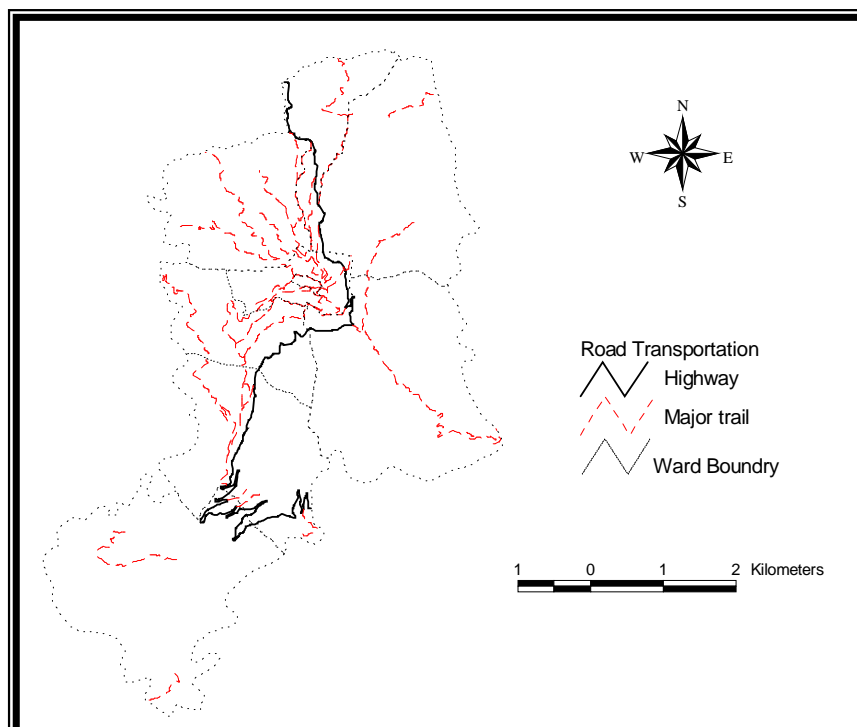 N
W E
S
Road Transportation
Highway
Major trail
Ward Boundry
1 0 1 2 Kilometers